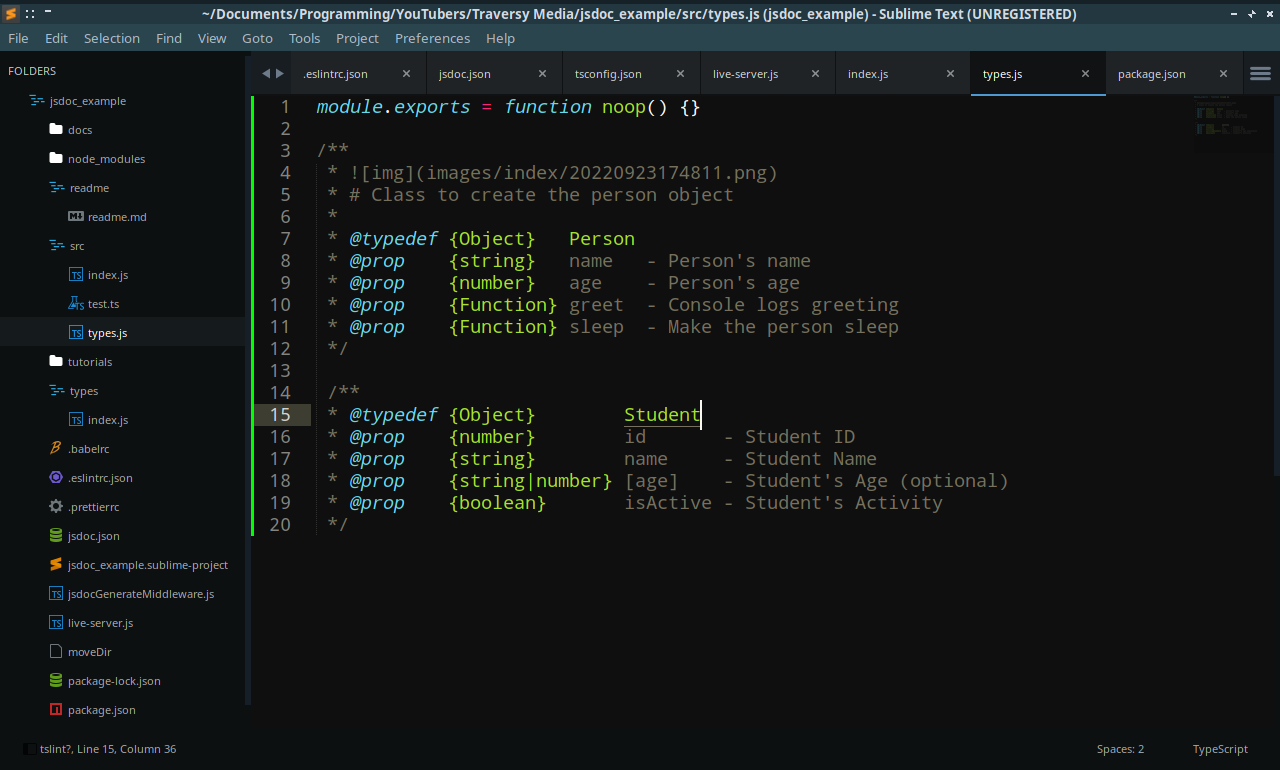 ~/Documents/Programming/YouTubers/Traversy Media/jsdoc_example/src/types.js (jsdoc_example) - Sublime Text (UNREGISTERED)
File Edit Selection Find View Goto Tools Project Preferences Help
FOLDERS
jsdoc_example
docs
node_modules
readme
readme.md
src
TS index.js
TS test.ts
TS types.js
tutorials
types
TS index.js
.babelrc
.eslintrc.json
.prettierrc
jsdoc.json
jsdoc_example.sublime-project
TS jsdocGenerateMiddleware.js
TS live-server.js
moveDir
package-lock.json
package.json
.eslintrc.json jsdoc.json tsconfig.json live-server.js index.js types.js package.json
1 module.exports = function noop() {}
2
3 /**
4 * ![img](images/index/20220923174811.png)
5 * # Class to create the person object
6 *
7 * @typedef {Object} Person
8 * @prop {string} name - Person's name
9 * @prop {number} age - Person's age
10 * @prop {Function} greet - Console logs greeting
11 * @prop {Function} sleep - Make the person sleep
12 */
13
14 /**
15 * @typedef {Object} Student
16 * @prop {number} id - Student ID
17 * @prop {string} name - Student Name
18 * @prop {string|number} [age] - Student's Age (optional)
19 * @prop {boolean} isActive - Student's Activity
20 */
tslint?, Line 15, Column 36 Spaces: 2 TypeScript